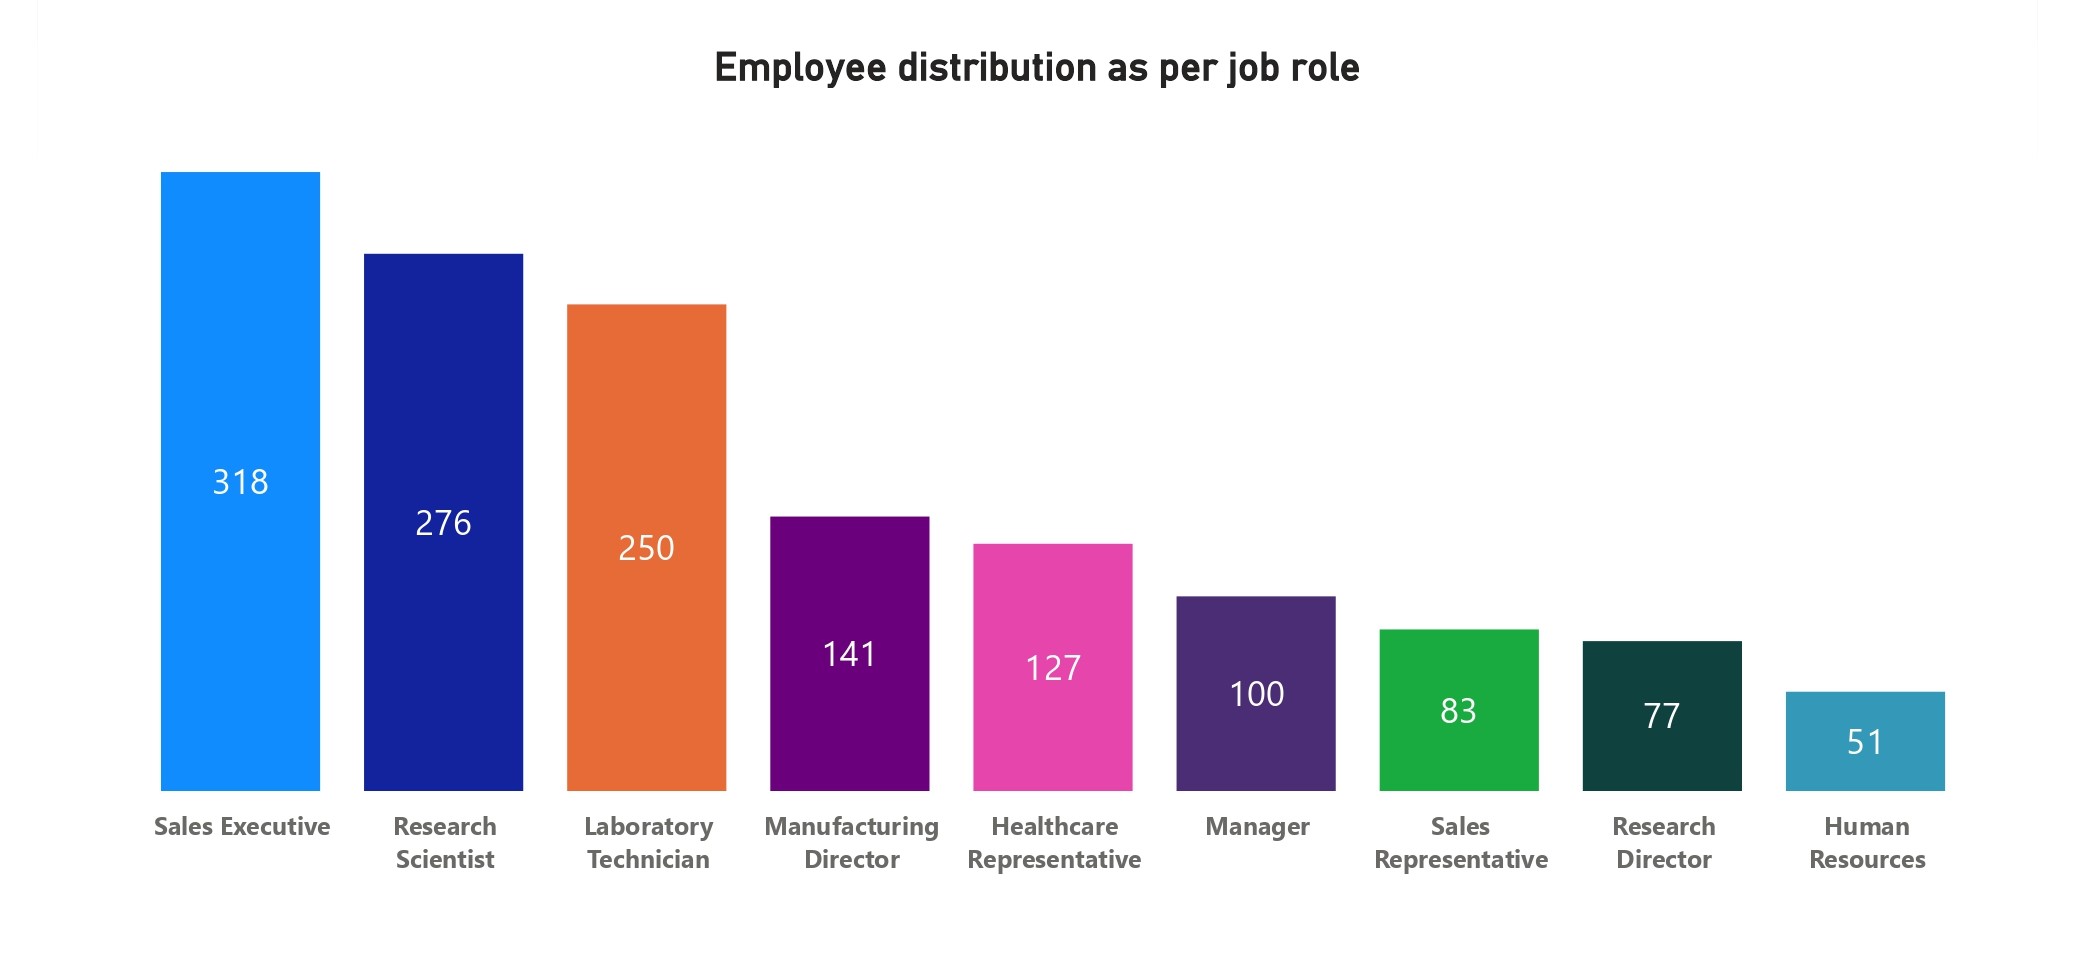 Employee distribution as per job role
318
276
250
141
127
100
83
77
51
Sales Executive
Research
Scientist
Laboratory
Technician
Manufacturing
Director
Healthcare
Representative
Manager
Sales
Representative
Research
Director
Human
Resources